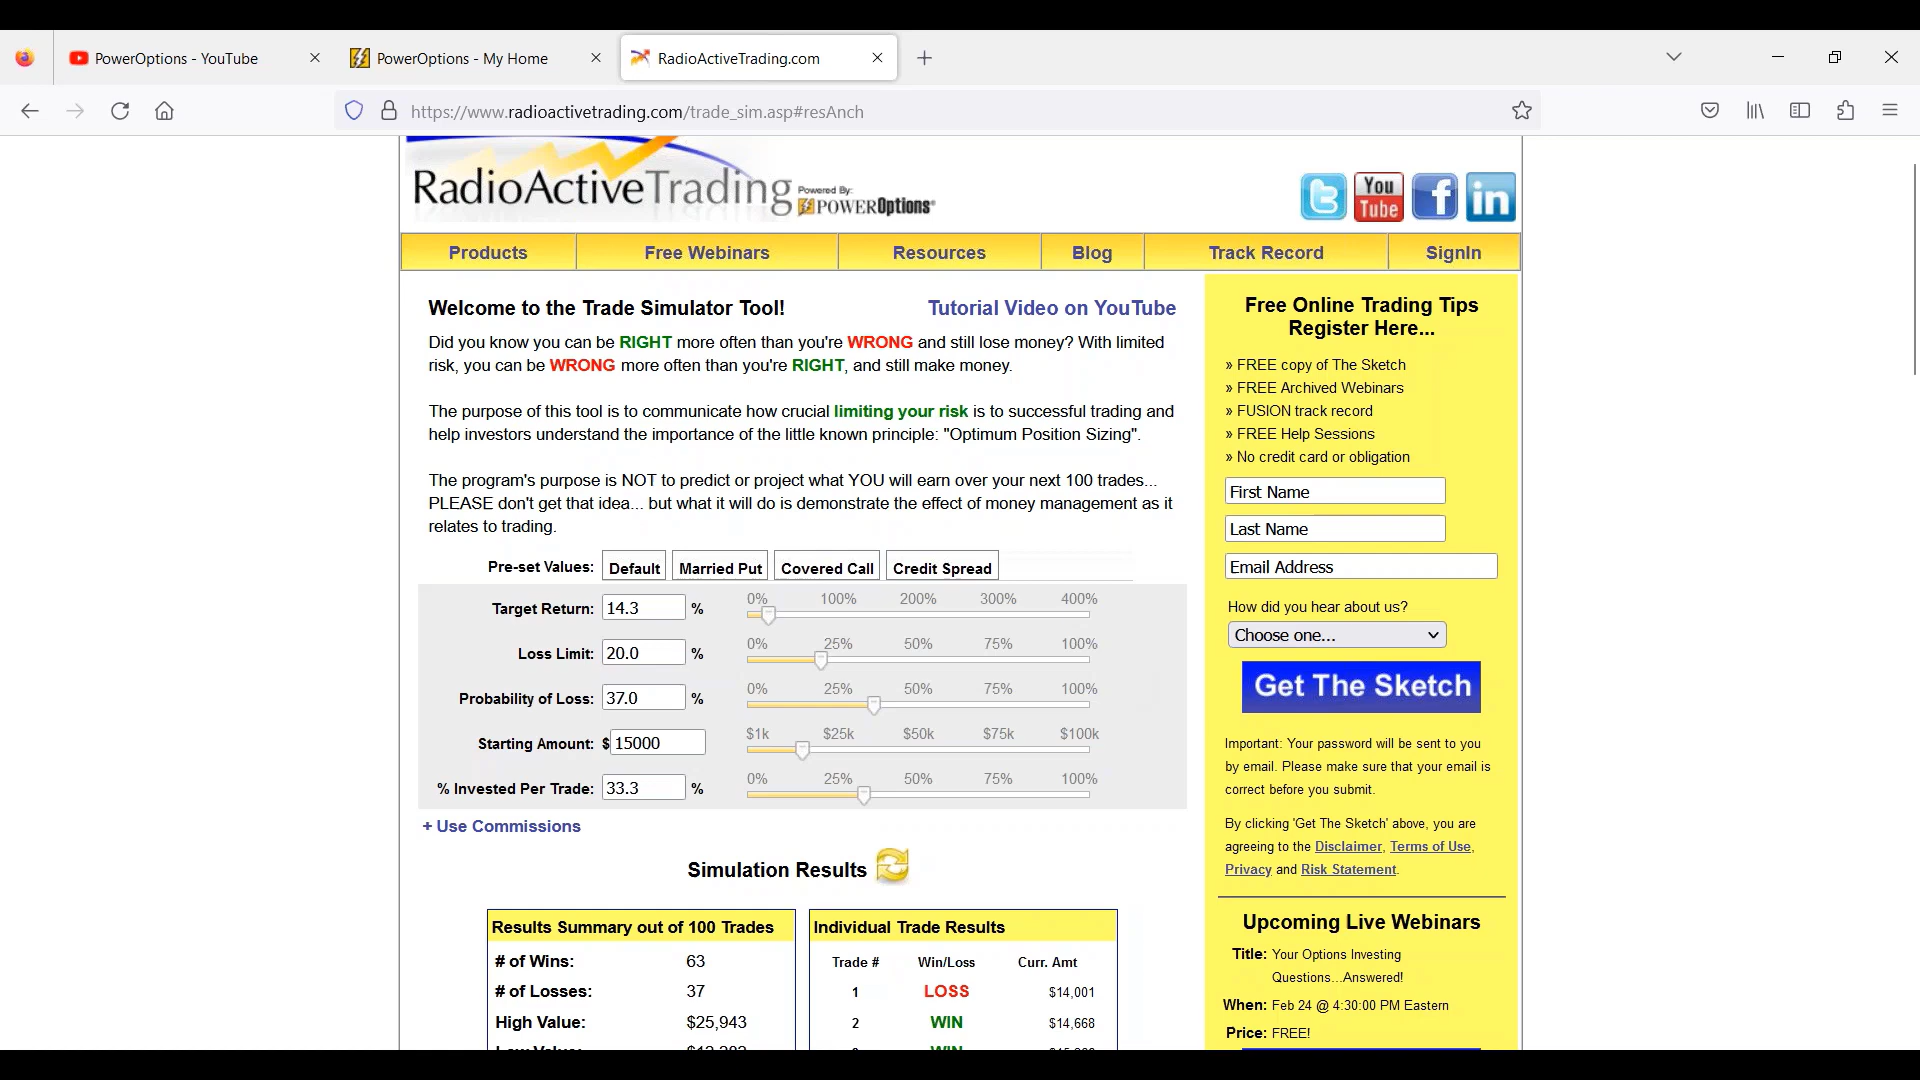 PowerOptions - YouTube
PowerOptions - My Home
RadioActiveTrading.com
https://www.radioactivetrading.com/trade_sim.asp#resAnch
RadioActiveTrading Powered By: POWEROptions®
You Tube
Products Free Webinars Resources Blog Track Record SignIn
Welcome to the Trade Simulator Tool! Tutorial Video on YouTube
Did you know you can be RIGHT more often than you're WRONG and still lose money? With limited
risk, you can be WRONG more often than you're RIGHT, and still make money.
The purpose of this tool is to communicate how crucial limiting your risk is to successful trading and
help investors understand the importance of the little known principle: "Optimum Position Sizing".
The program's purpose is NOT to predict or project what YOU will earn over your next 100 trades...
PLEASE don't get that idea... but what it will do is demonstrate the effect of money management as it
relates to trading.
Pre-set Values: Default Married Put Covered Call Credit Spread
Target Return: 14.3 % 0% 100% 200% 300% 400%
Loss Limit: 20.0 % 0% 25% 50% 75% 100%
Probability of Loss: 37.0 % 0% 25% 50% 75% 100%
Starting Amount: $ 15000 $1k $25k $50k $75k $100k
% Invested Per Trade: 33.3 % 0% 25% 50% 75% 100%
+ Use Commissions
Simulation Results
Results Summary out of 100 Trades
# of Wins: 63
# of Losses: 37
High Value: $25,943
Individual Trade Results
Trade # Win/Loss Curr. Amt
1 LOSS $14,001
2 WIN $14,668
Free Online Trading Tips
Register Here...
» FREE copy of The Sketch
» FREE Archived Webinars
» FUSION track record
» FREE Help Sessions
» No credit card or obligation
First Name
Last Name
Email Address
How did you hear about us?
Choose one...
Get The Sketch
Important: Your password will be sent to you
by email. Please make sure that your email is
correct before you submit.
By clicking 'Get The Sketch' above, you are
agreeing to the Disclaimer, Terms of Use,
Privacy and Risk Statement.
Upcoming Live Webinars
Title: Your Options Investing
Questions...Answered!
When: Feb 24 @ 4:30:00 PM Eastern
Price: FREE!